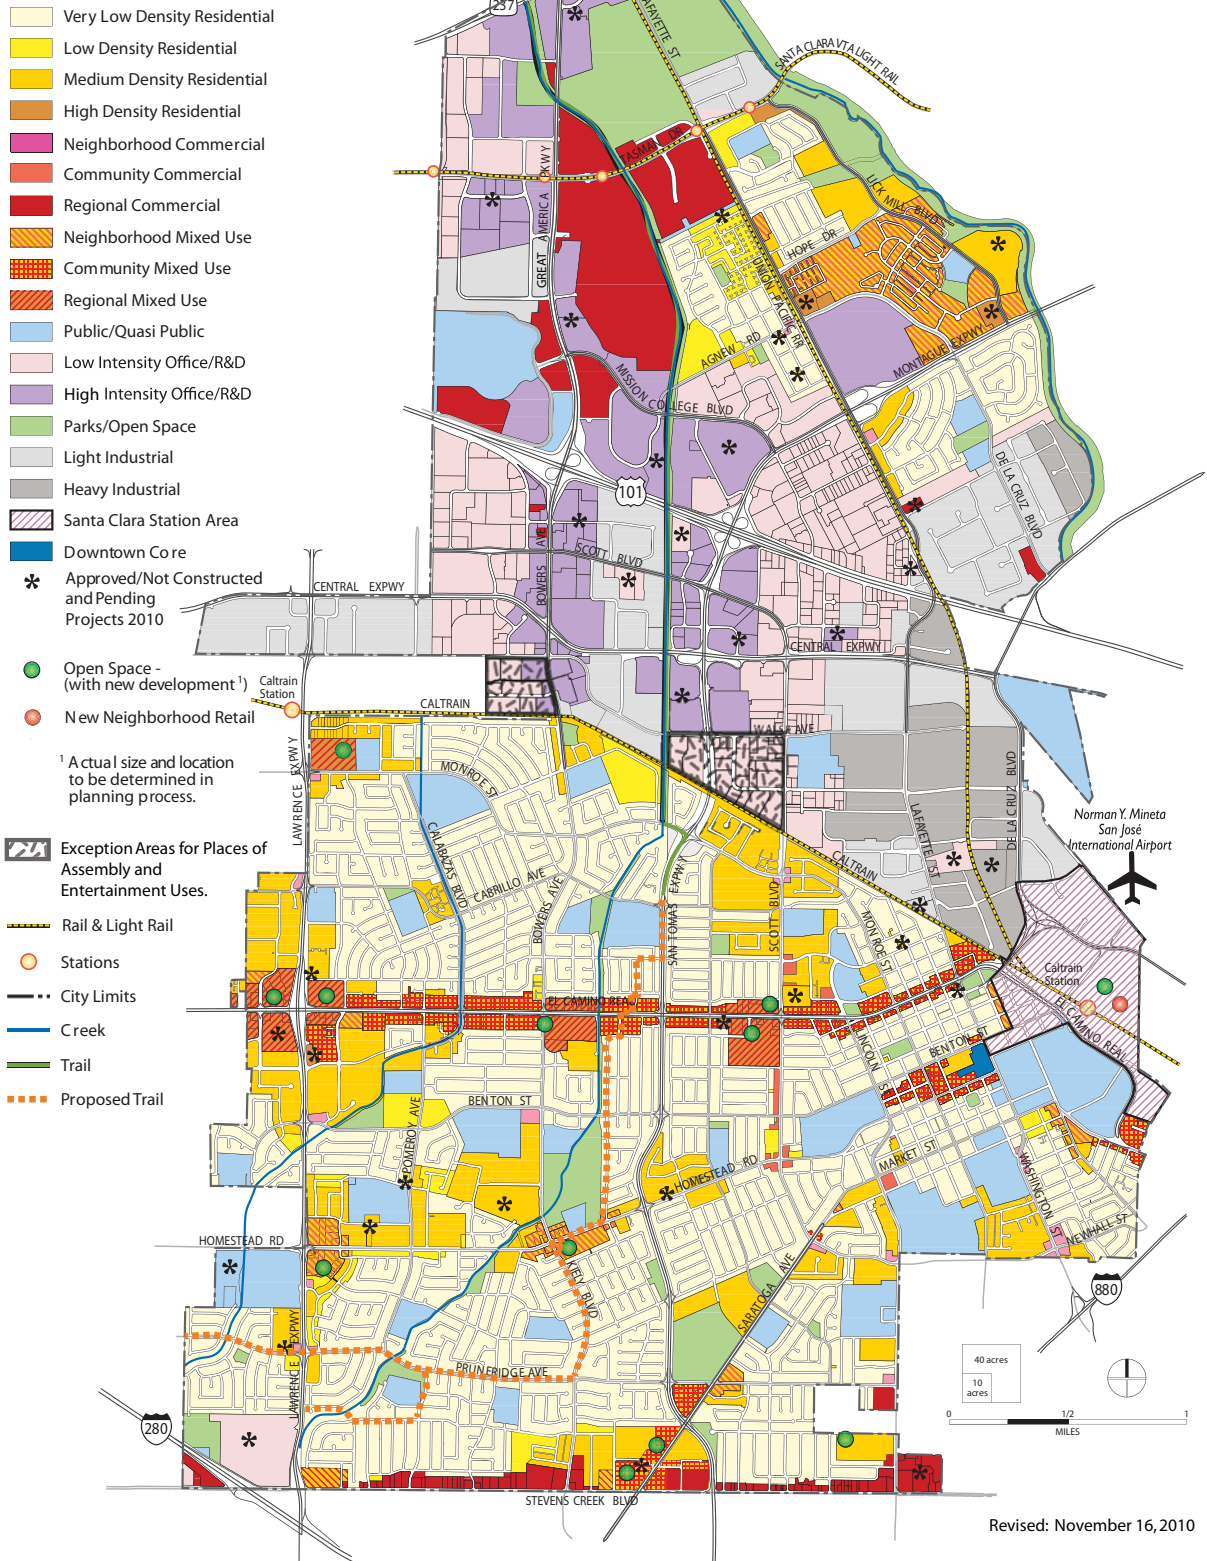 Very Low Density Residential
Low Density Residential
Medium Density Residential
High Density Residential
Neighborhood Commercial
Community Commercial
Regional Commercial
Neighborhood Mixed Use
Community Mixed Use
Regional Mixed Use
Public/Quasi Public
Low Intensity Office/R&D
High Intensity Office/R&D
Parks/Open Space
Light Industrial
Heavy Industrial
Santa Clara Station Area
Downtown Core
* Approved/Not Constructed
and Pending
Projects 2010
Open Space -
(with new development 1)
New Neighborhood Retail
1 Actual size and location
to be determined in
planning process.
Exception Areas for Places of
Assembly and
Entertainment Uses.
Rail & Light Rail
Stations
City Limits
Creek
Trail
Proposed Trail
237
LAFAYETTE ST
SANTA CLARA VTA LIGHT RAIL
TASMAN DR
GREAT AMERICA PKWY
LICK MILL BLVD
HOPE DR
UNION PACIFIC RR
AGNEW RD
MONTAGUE EXPWY
MISSION COLLEGE BLVD
101
DE LA CRUZ BLVD
SCOTT BLVD
BOWERS AVE
CENTRAL EXPWY
CENTRAL EXPWY
Caltrain
Station
CALTRAIN
WALSH AVE
LAWRENCE EXPWY
MONROE ST
CALABAZAS BLVD
CABRILLO AVE
BOWERS AVE
SAN TOMAS EXPWY
SCOTT BLVD
CALTRAIN
LAFAYETTE ST
DE LA CRUZ BLVD
Norman Y. Mineta
San José
International Airport
MONROE ST
Caltrain
Station
EL CAMINO REAL
EL CAMINO REAL
LINCOLN ST
BENTON ST
BENTON ST
POMEROY AVE
HOMESTEAD RD
MARKET ST
WASHINGTON ST
NEWHALL ST
HOMESTEAD RD
KIELY BLVD
SARATOGA AVE
880
LAWRENCE EXPWY
PRUNERIDGE AVE
280
STEVENS CREEK BLVD
40 acres
10
acres
0 1/2 1
MILES
Revised: November 16, 2010